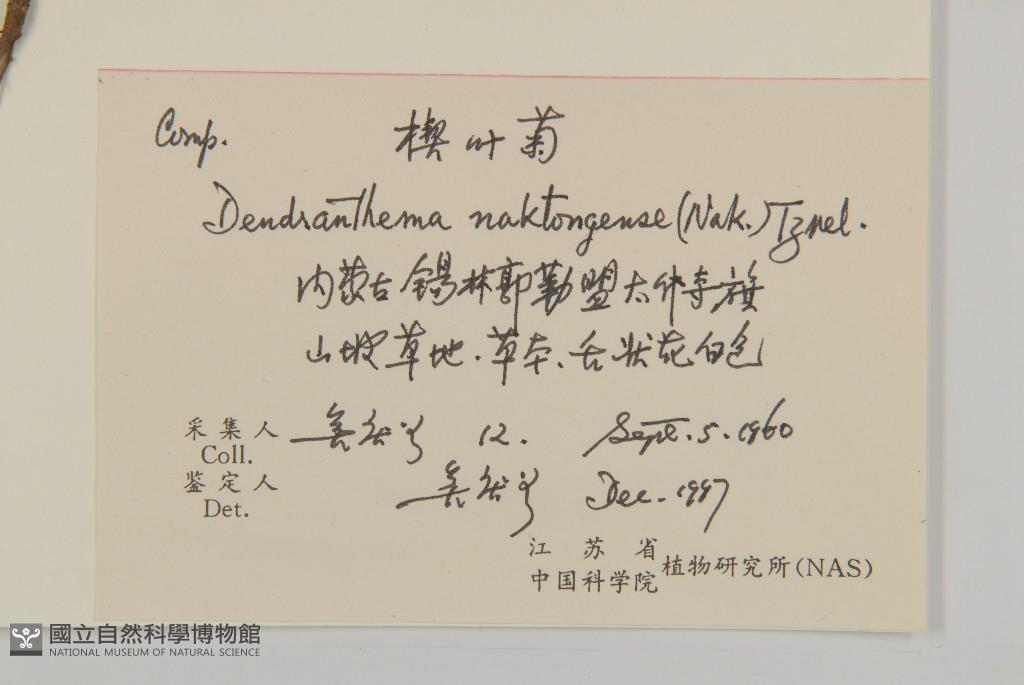 Comp. 楔叶菊
Dendranthema naktongense (Nak.) Tzvel.
内蒙古锡林郭勒盟太仆寺旗
山坡草地.草本、舌状花白色
采集人 12. Sept. 5. 1960
Coll.
鉴定人 Dec. 1997
Det.
江苏省
中国科学院植物研究所(NAS)
國立自然科學博物館
NATIONAL MUSEUM OF NATURAL SCIENCE